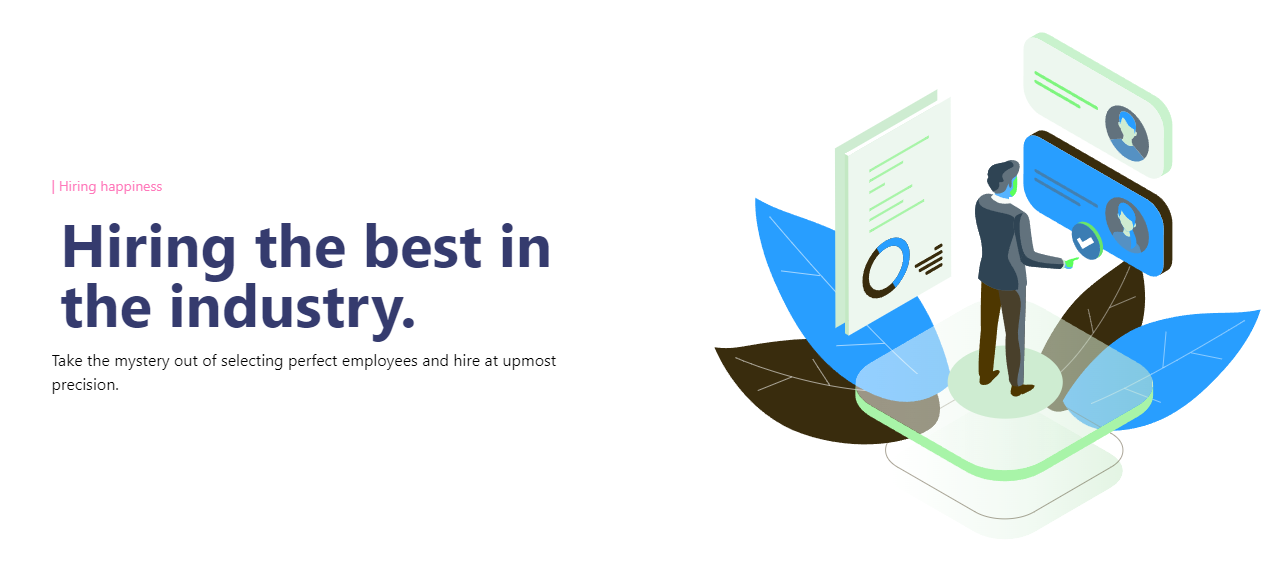 | Hiring happiness
Hiring the best in
the industry.
Take the mystery out of selecting perfect employees and hire at upmost
precision.